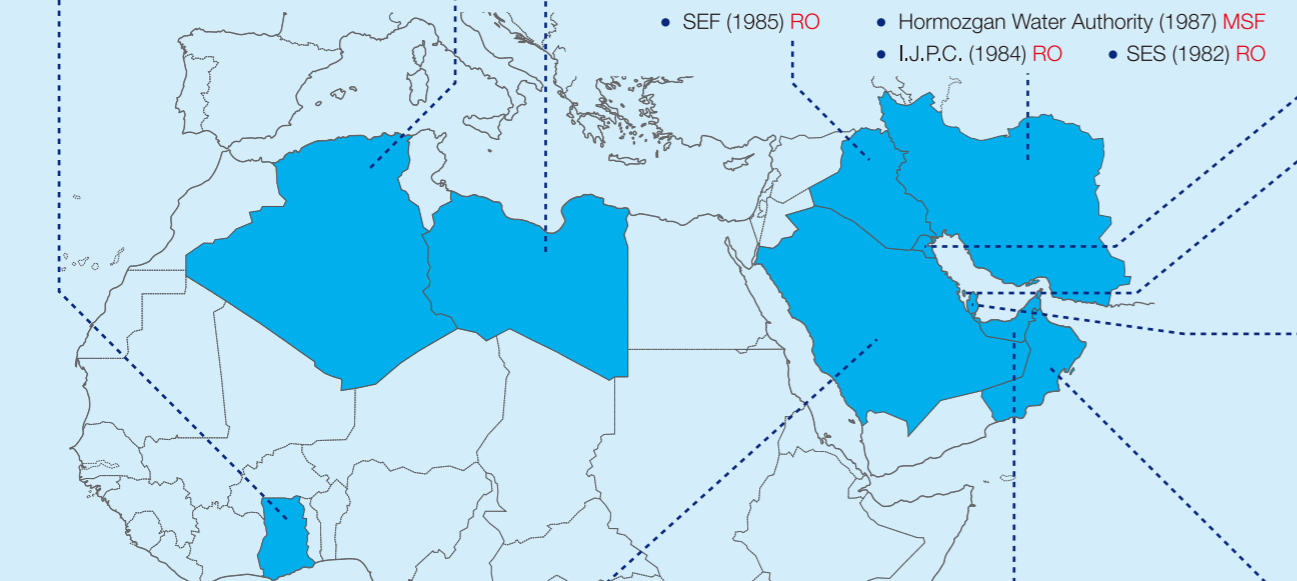 • SEF (1985) RO
• Hormozgan Water Authority (1987) MSF
• I.J.P.C. (1984) RO • SES (1982) RO